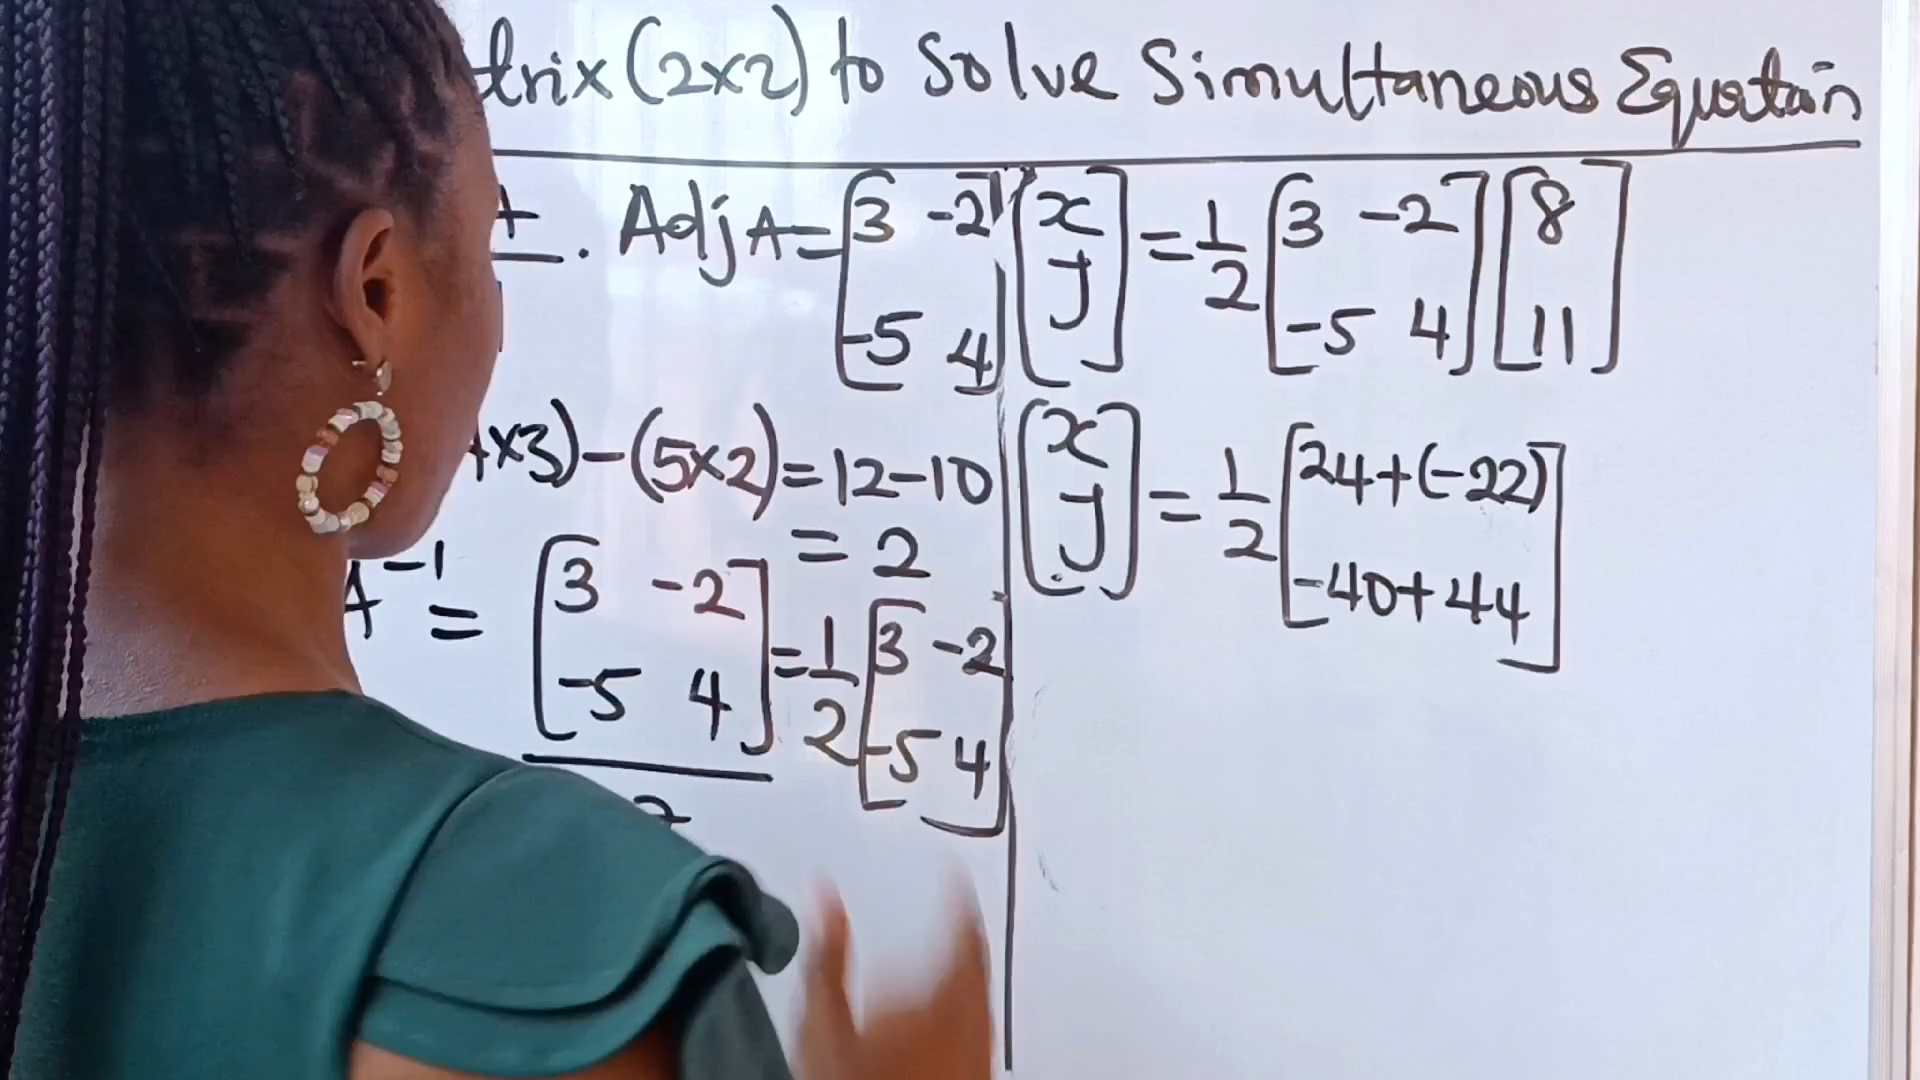 trix (2x2) to Solve Simultaneous Equation
A . Adj A = [3 -2
-5 4]
x3) - (5x2) = 12 - 10
= 2
A⁻¹ = [3 -2
-5 4] = 1/2 [3 -2
-5 4]
2
[x
y] = 1/2 [3 -2
-5 4] [8
11]
[x
y] = 1/2 [24 + (-22)
-40 + 44]